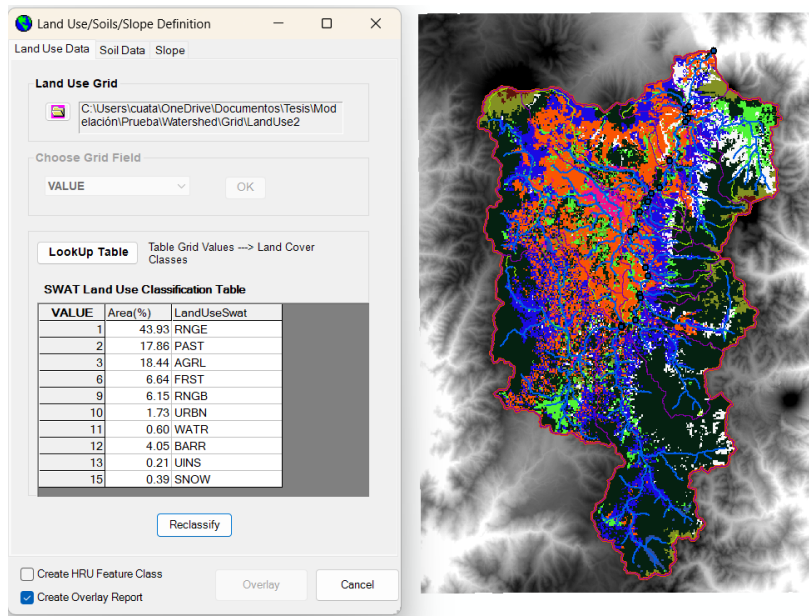 Land Use/Soils/Slope Definition
Land Use Data Soil Data Slope
Land Use Grid
C:\Users\cuata\OneDrive\Documentos\Tesis\Mod
elación\Prueba\Watershed\Grid\LandUse2
Choose Grid Field
VALUE OK
LookUp Table Table Grid Values ---> Land Cover
Classes
SWAT Land Use Classification Table
VALUE Area(%) LandUseSwat
1 43.93 RNGE
2 17.86 PAST
3 18.44 AGRL
6 6.64 FRST
9 6.15 RNGB
10 1.73 URBN
11 0.60 WATR
12 4.05 BARR
13 0.21 UINS
15 0.39 SNOW
Reclassify
Create HRU Feature Class
Create Overlay Report
Overlay Cancel